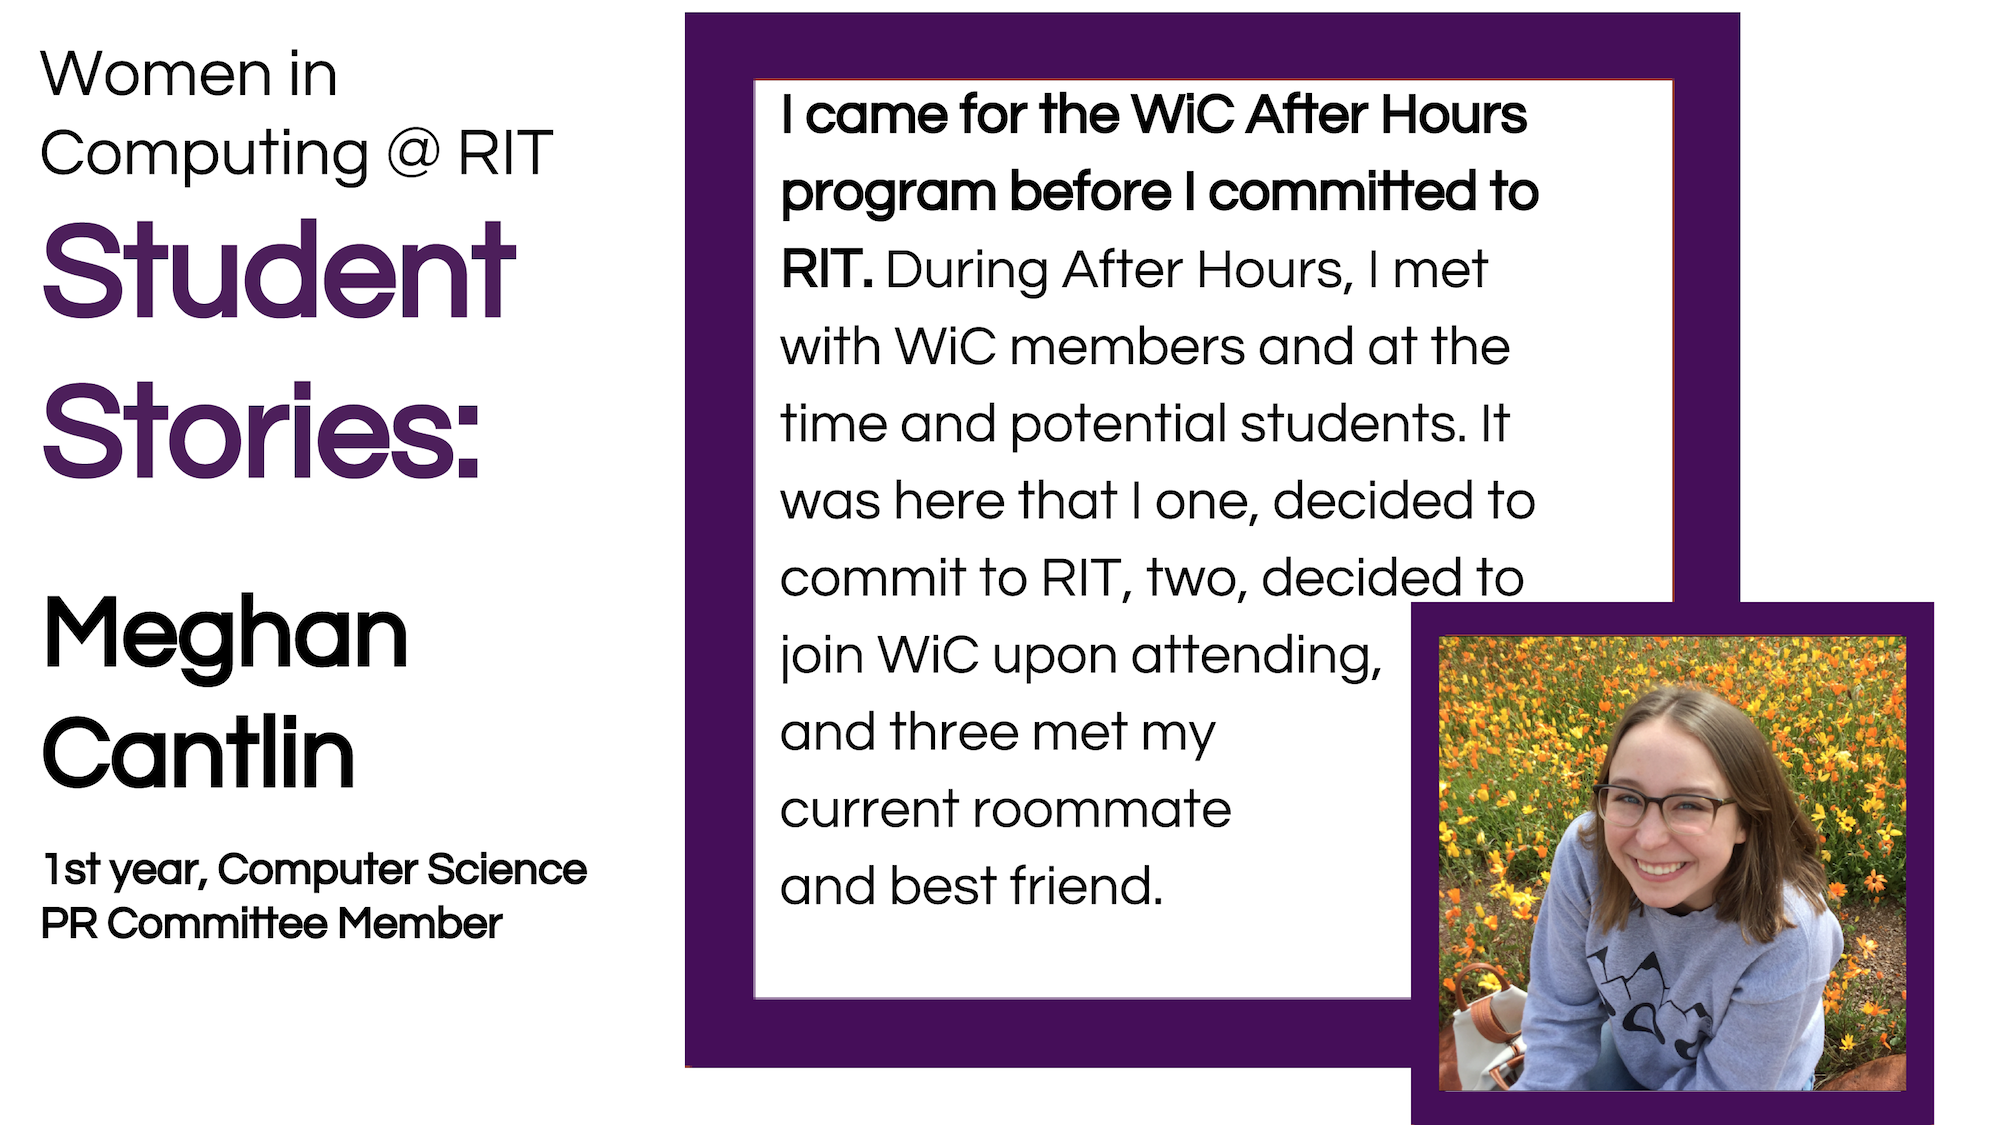 Women in
Computing @ RIT
Student
Stories:
Meghan
Cantlin
1st year, Computer Science
PR Committee Member
I came for the WiC After Hours
program before I committed to
RIT. During After Hours, I met
with WiC members and at the
time and potential students. It
was here that I one, decided to
commit to RIT, two, decided to
join WiC upon attending,
and three met my
current roommate
and best friend.